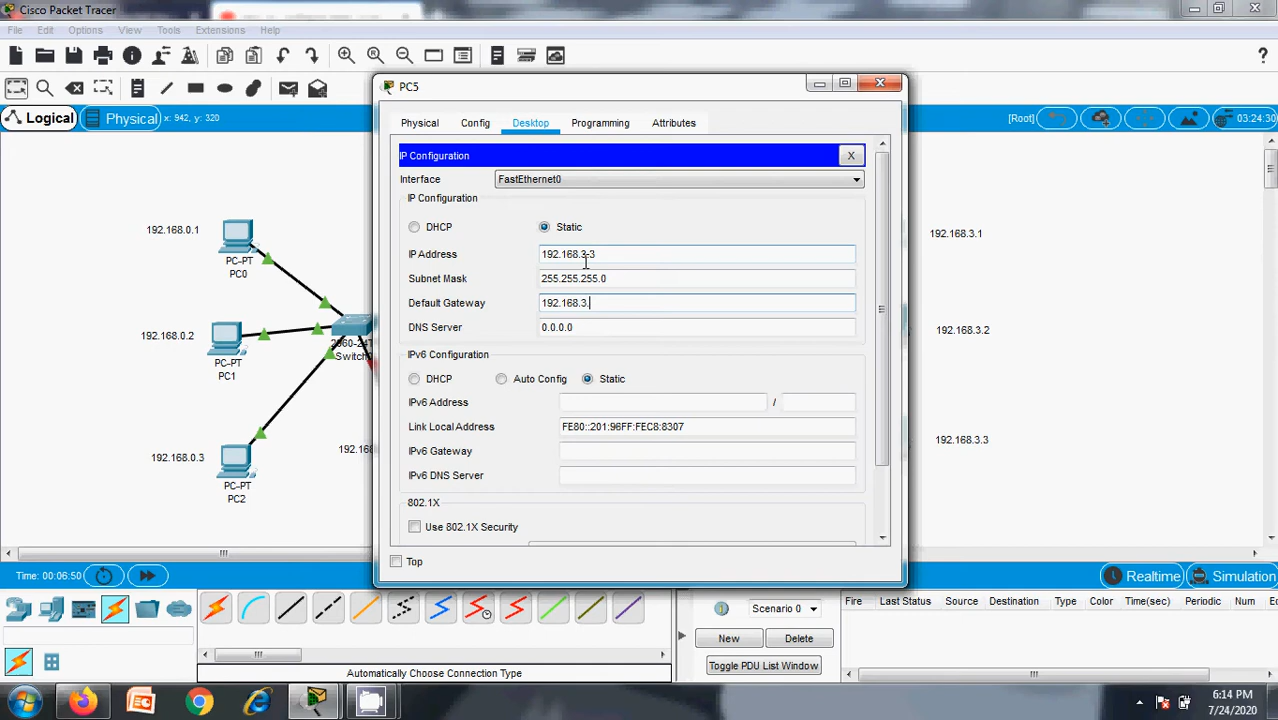 Cisco Packet Tracer
File Edit Options View Tools Extensions Help
Logical Physical x: 942, y: 320 [Root] 03:24:30
PC5
Physical Config Desktop Programming Attributes
IP Configuration X
Interface FastEthernet0
IP Configuration
DHCP Static
IP Address 192.168.3.3
Subnet Mask 255.255.255.0
Default Gateway 192.168.3.
DNS Server 0.0.0.0
IPv6 Configuration
DHCP Auto Config Static
IPv6 Address /
Link Local Address FE80::201:96FF:FEC8:8307
IPv6 Gateway
IPv6 DNS Server
802.1X
Use 802.1X Security
Top
192.168.0.1
PC-PT
PC0
192.168.0.2
PC-PT
PC1
2960-24T
Switch
192.168.0.3
PC-PT
PC2
192.168
192.168.3.1
192.168.3.2
192.168.3.3
Time: 00:06:50 Realtime Simulation
Scenario 0
New Delete
Toggle PDU List Window
Fire Last Status Source Destination Type Color Time(sec) Periodic Num Ed
Automatically Choose Connection Type
6:14 PM
7/24/2020